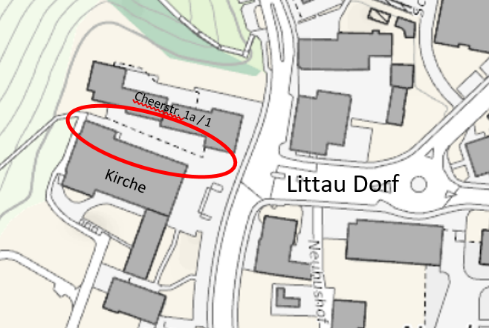 Cheerstr. 1a / 1
Kirche
Littau Dorf
Neuhushof